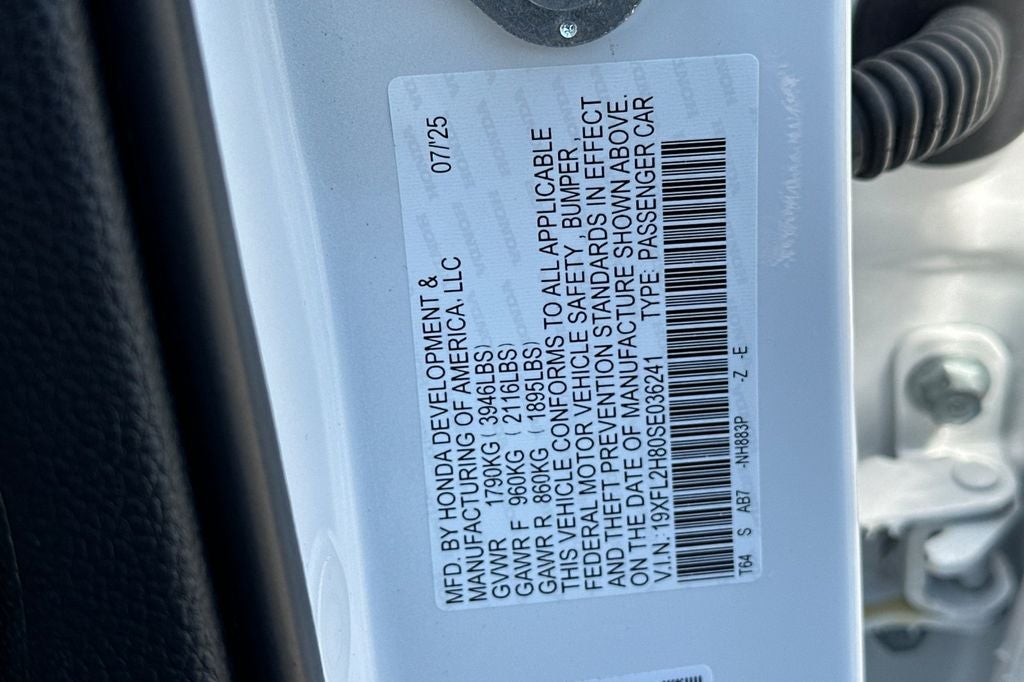 MFD. BY HONDA DEVELOPMENT &
MANUFACTURING OF AMERICA, LLC 07/'25
GVWR 1790KG ( 3946LBS)
GAWR F 960KG ( 2116LBS)
GAWR R 860KG ( 1895LBS)
THIS VEHICLE CONFORMS TO ALL APPLICABLE
FEDERAL MOTOR VEHICLE SAFETY , BUMPER ,
AND THEFT PREVENTION STANDARDS IN EFFECT
ON THE DATE OF MANUFACTURE SHOWN ABOVE.
V.I.N: 19XFL2H80SE036241 TYPE: PASSENGER CAR
T64 S AB7 -NH883P -Z -E